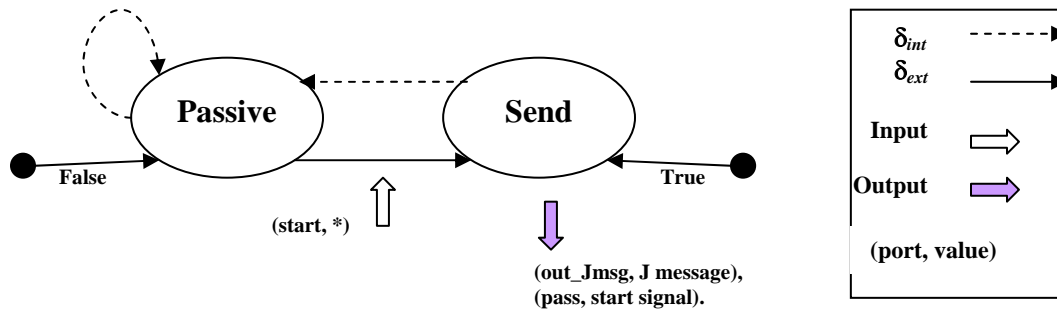 Passive
Send
False
True
(start, *)
(out_Jmsg, J message),
(pass, start signal).
δint
δext
Input
Output
(port, value)